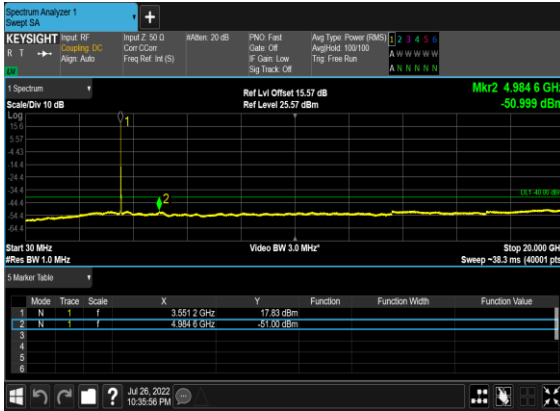 Spectrum Analyzer 1
Swept SA
+
KEYSIGHT Input: RF Input Z: 50 Ω #Atten: 20 dB PNO: Fast Avg Type: Power (RMS) 1 2 3 4 5 6
R T Coupling: DC Corr CCorr Gate: Off Avg|Hold: 100/100 A W W W W W
Align: Auto Freq Ref: Int (S) IF Gain: Low Trig: Free Run
Sig Track: Off A N N N N N
1 Spectrum
Ref Lvl Offset 15.57 dB Mkr2 4.984 6 GHz
Scale/Div 10 dB Ref Level 25.57 dBm -50.999 dBm
Log
15.6
5.57
-4.43
-14.4
-24.4
-34.4
-44.4
-54.4
-64.4
1
2
DL1 -40.00 dBm
Start 30 MHz Video BW 3.0 MHz* Stop 20.000 GHz
#Res BW 1.0 MHz Sweep ~38.3 ms (40001 pts)
5 Marker Table
Mode Trace Scale X Y Function Function Width Function Value
1 N 1 f 3.551 2 GHz 17.83 dBm
2 N 1 f 4.984 6 GHz -51.00 dBm
3
4
5
6
? Jul 26, 2022
10:35:56 PM